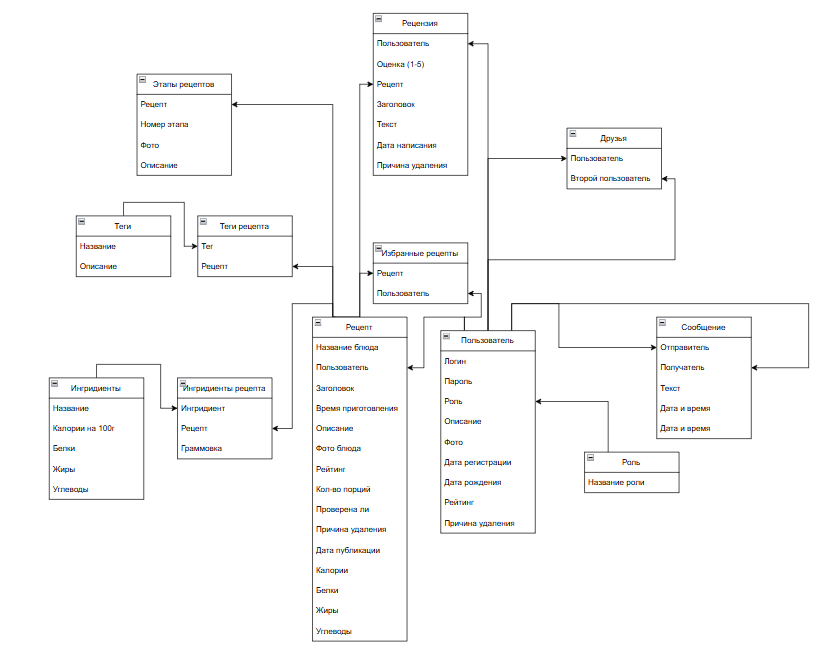 Рецензия
Пользователь
Оценка (1-5)
Рецепт
Заголовок
Текст
Дата написания
Причина удаления
Этапы рецептов
Рецепт
Номер этапа
Фото
Описание
Друзья
Пользователь
Второй пользователь
Теги
Название
Описание
Теги рецепта
Тег
Рецепт
Избранные рецепты
Рецепт
Пользователь
Ингридиенты
Название
Калории на 100г
Белки
Жиры
Углеводы
Ингридиенты рецепта
Ингридиент
Рецепт
Граммовка
Рецепт
Название блюда
Пользователь
Заголовок
Время приготовления
Описание
Фото блюда
Рейтинг
Кол-во порций
Проверена ли
Причина удаления
Дата публикации
Калории
Белки
Жиры
Углеводы
Пользователь
Логин
Пароль
Роль
Описание
Фото
Дата регистрации
Дата рождения
Рейтинг
Причина удаления
Сообщение
Отправитель
Получатель
Текст
Дата и время
Дата и время
Роль
Название роли